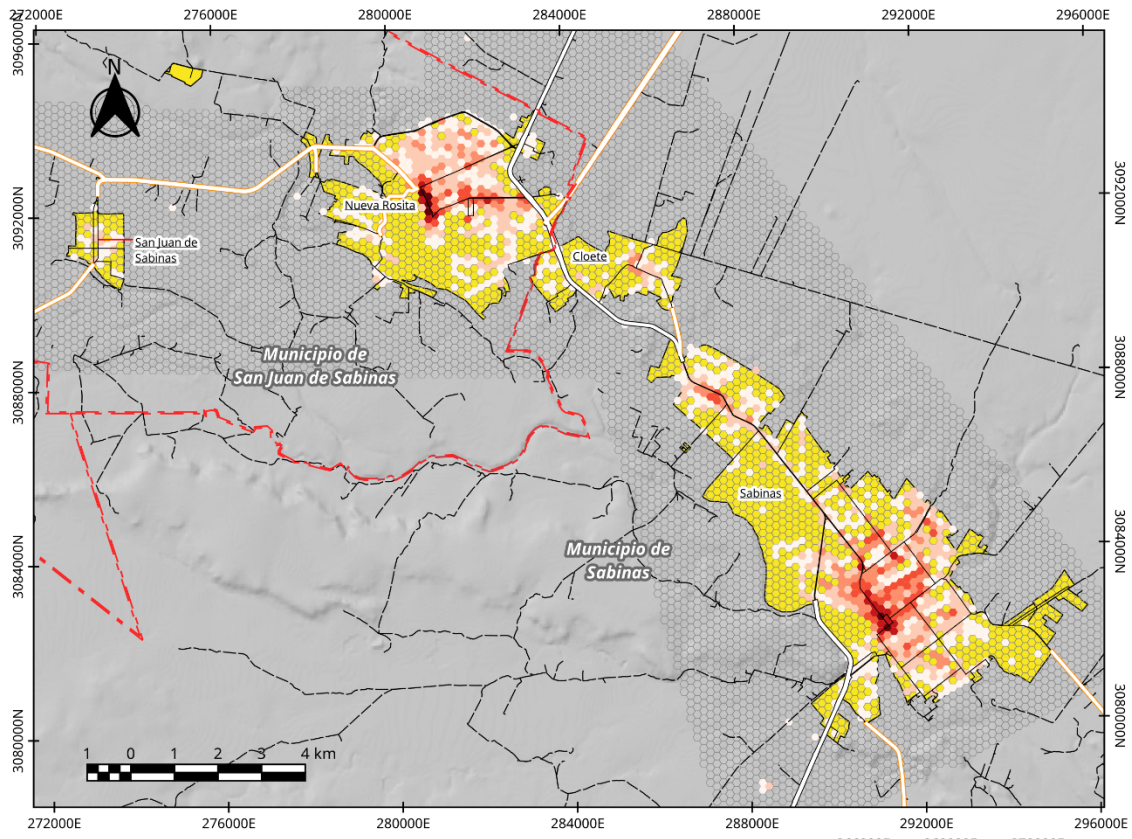 272000E 276000E 280000E 284000E 288000E 292000E 296000E
3096000N
N
3092000N
3092000N
Nueva Rosita
San Juan de
Sabinas
Cloete
Municipio de
San Juan de Sabinas
3088000N
3088000N
Sabinas
Municipio de
Sabinas
3084000N
3084000N
3080000N
3080000N
1 0 1 2 3 4 km
272000E 276000E 280000E 284000E 288000E 292000E 296000E